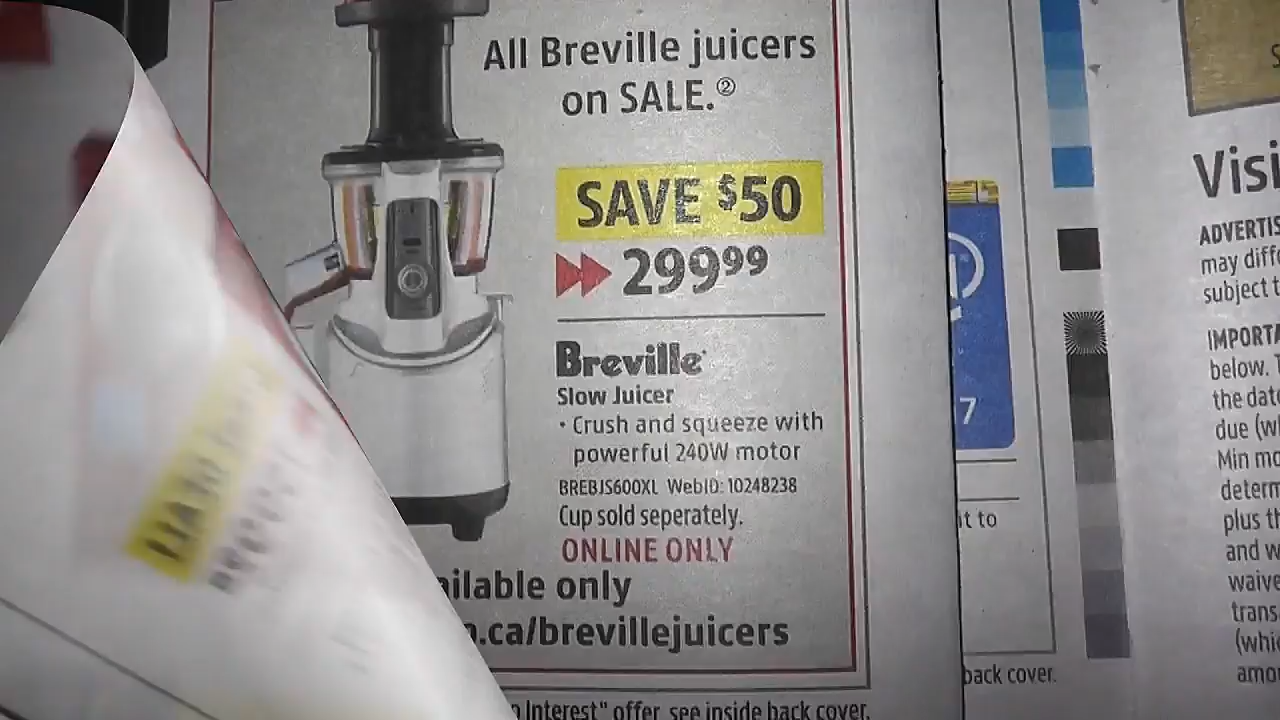 All Breville juicers
on SALE.②
SAVE $50
299⁹⁹
Breville
Slow Juicer
• Crush and squeeze with
powerful 240W motor
BREBJS600XL WebID: 10248238
Cup sold seperately.
ONLINE ONLY
only
.ca/brevillejuicers
Interest" offer, see inside back cover.
7
it to
back cover.
Visi
ADVERTIS
may diffe
subject t
IMPORTA
below.
the date
due (wh
Min mo
determ
plus th
and w
waive
trans
(whic
amou